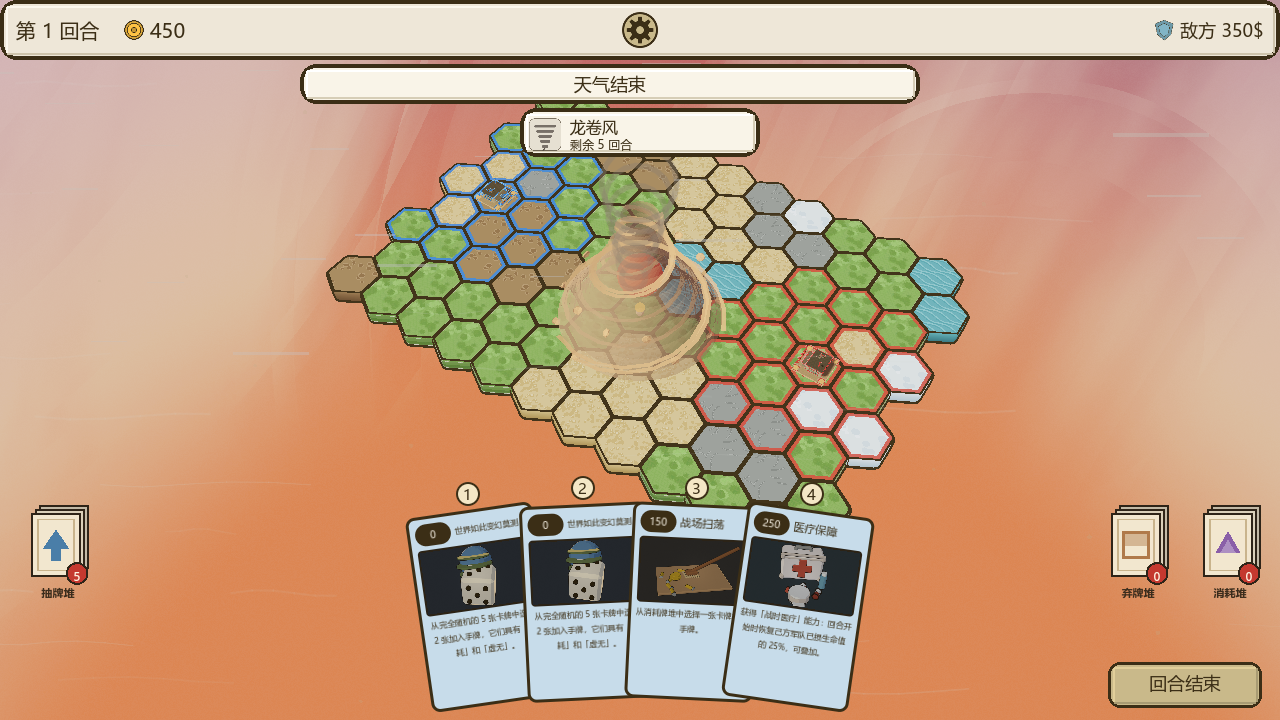 第 1 回合
450
敌方 350$
天气结束
龙卷风
剩余 5 回合
1
0
世界如此变幻莫测
从完全随机的 5 张卡牌中选
2 张加入手牌，它们具有
耗」和「虚无」。
2
0
世界如此变幻莫测
从完全随机的 5 张卡牌中选
2 张加入手牌，它们具有
耗」和「虚无」。
3
150
战场扫荡
从消耗牌堆中选择一张卡牌
手牌。
4
250
医疗保障
获得「战时医疗」能力：回合开
始时恢复己方军队已损生命值
的 25%，可叠加。
5
抽牌堆
0
弃牌堆
0
消耗堆
回合结束